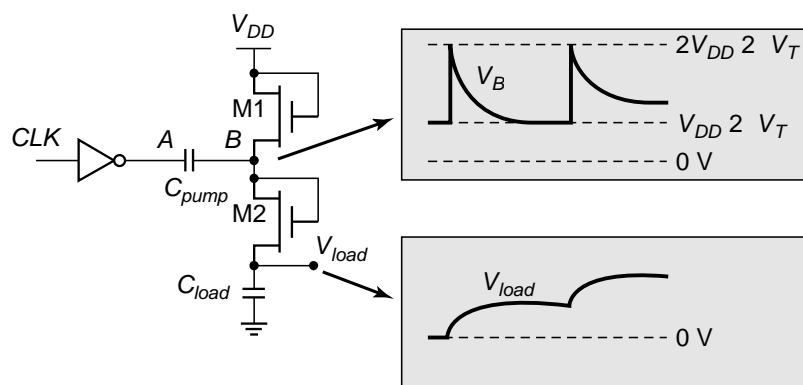 V_DD
M1
CLK
A
B
C_pump
M2
V_load
C_load
2V_DD 2 V_T
V_B
V_DD 2 V_T
0 V
V_load
0 V